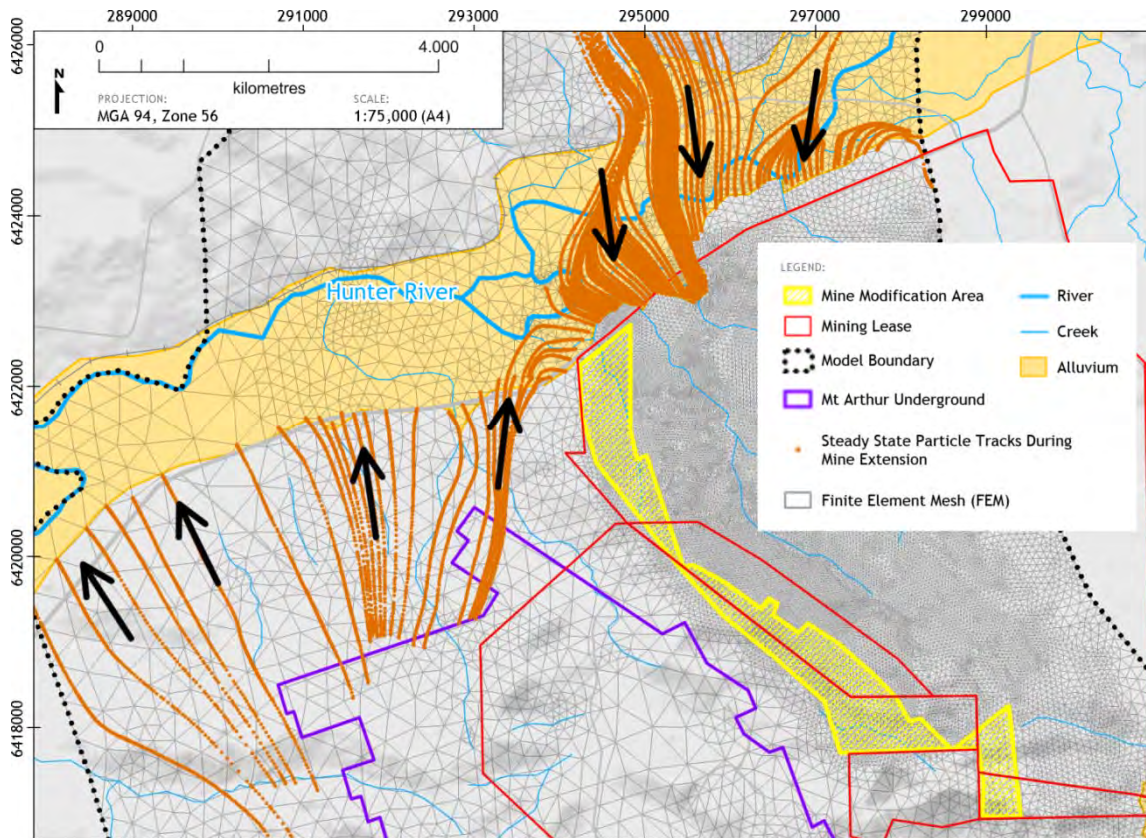 289000 291000 293000 295000 297000 299000
6426000
6424000
6422000
6420000
6418000
0 4.000
kilometres
N
PROJECTION: SCALE:
MGA 94, Zone 56 1:75,000 (A4)
Hunter River
LEGEND:
Mine Modification Area
Mining Lease
Model Boundary
Mt Arthur Underground
Steady State Particle Tracks During
Mine Extension
Finite Element Mesh (FEM)
River
Creek
Alluvium